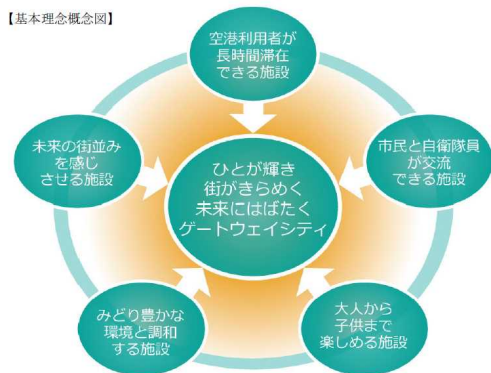 【基本理念概念図】
空港利用者が
長時間滞在
できる施設
未来の街並み
を感じ
させる施設
市民と自衛隊員
が交流
できる施設
ひとが輝き
街がきらめく
未来にはばたく
ゲートウェイシティ
みどり豊かな
環境と調和
する施設
大人から
子供まで
楽しめる施設